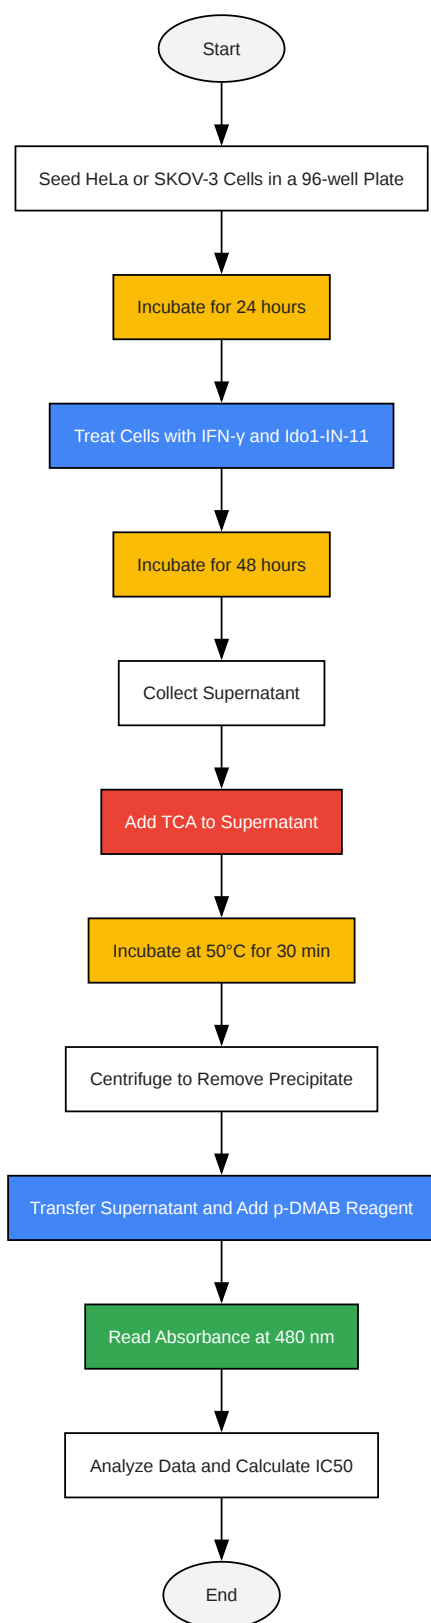 Start
Seed HeLa or SKOV-3 Cells in a 96-well Plate
Incubate for 24 hours
Treat Cells with IFN-γ and Ido1-IN-11
Incubate for 48 hours
Collect Supernatant
Add TCA to Supernatant
Incubate at 50°C for 30 min
Centrifuge to Remove Precipitate
Transfer Supernatant and Add p-DMAB Reagent
Read Absorbance at 480 nm
Analyze Data and Calculate IC50
End